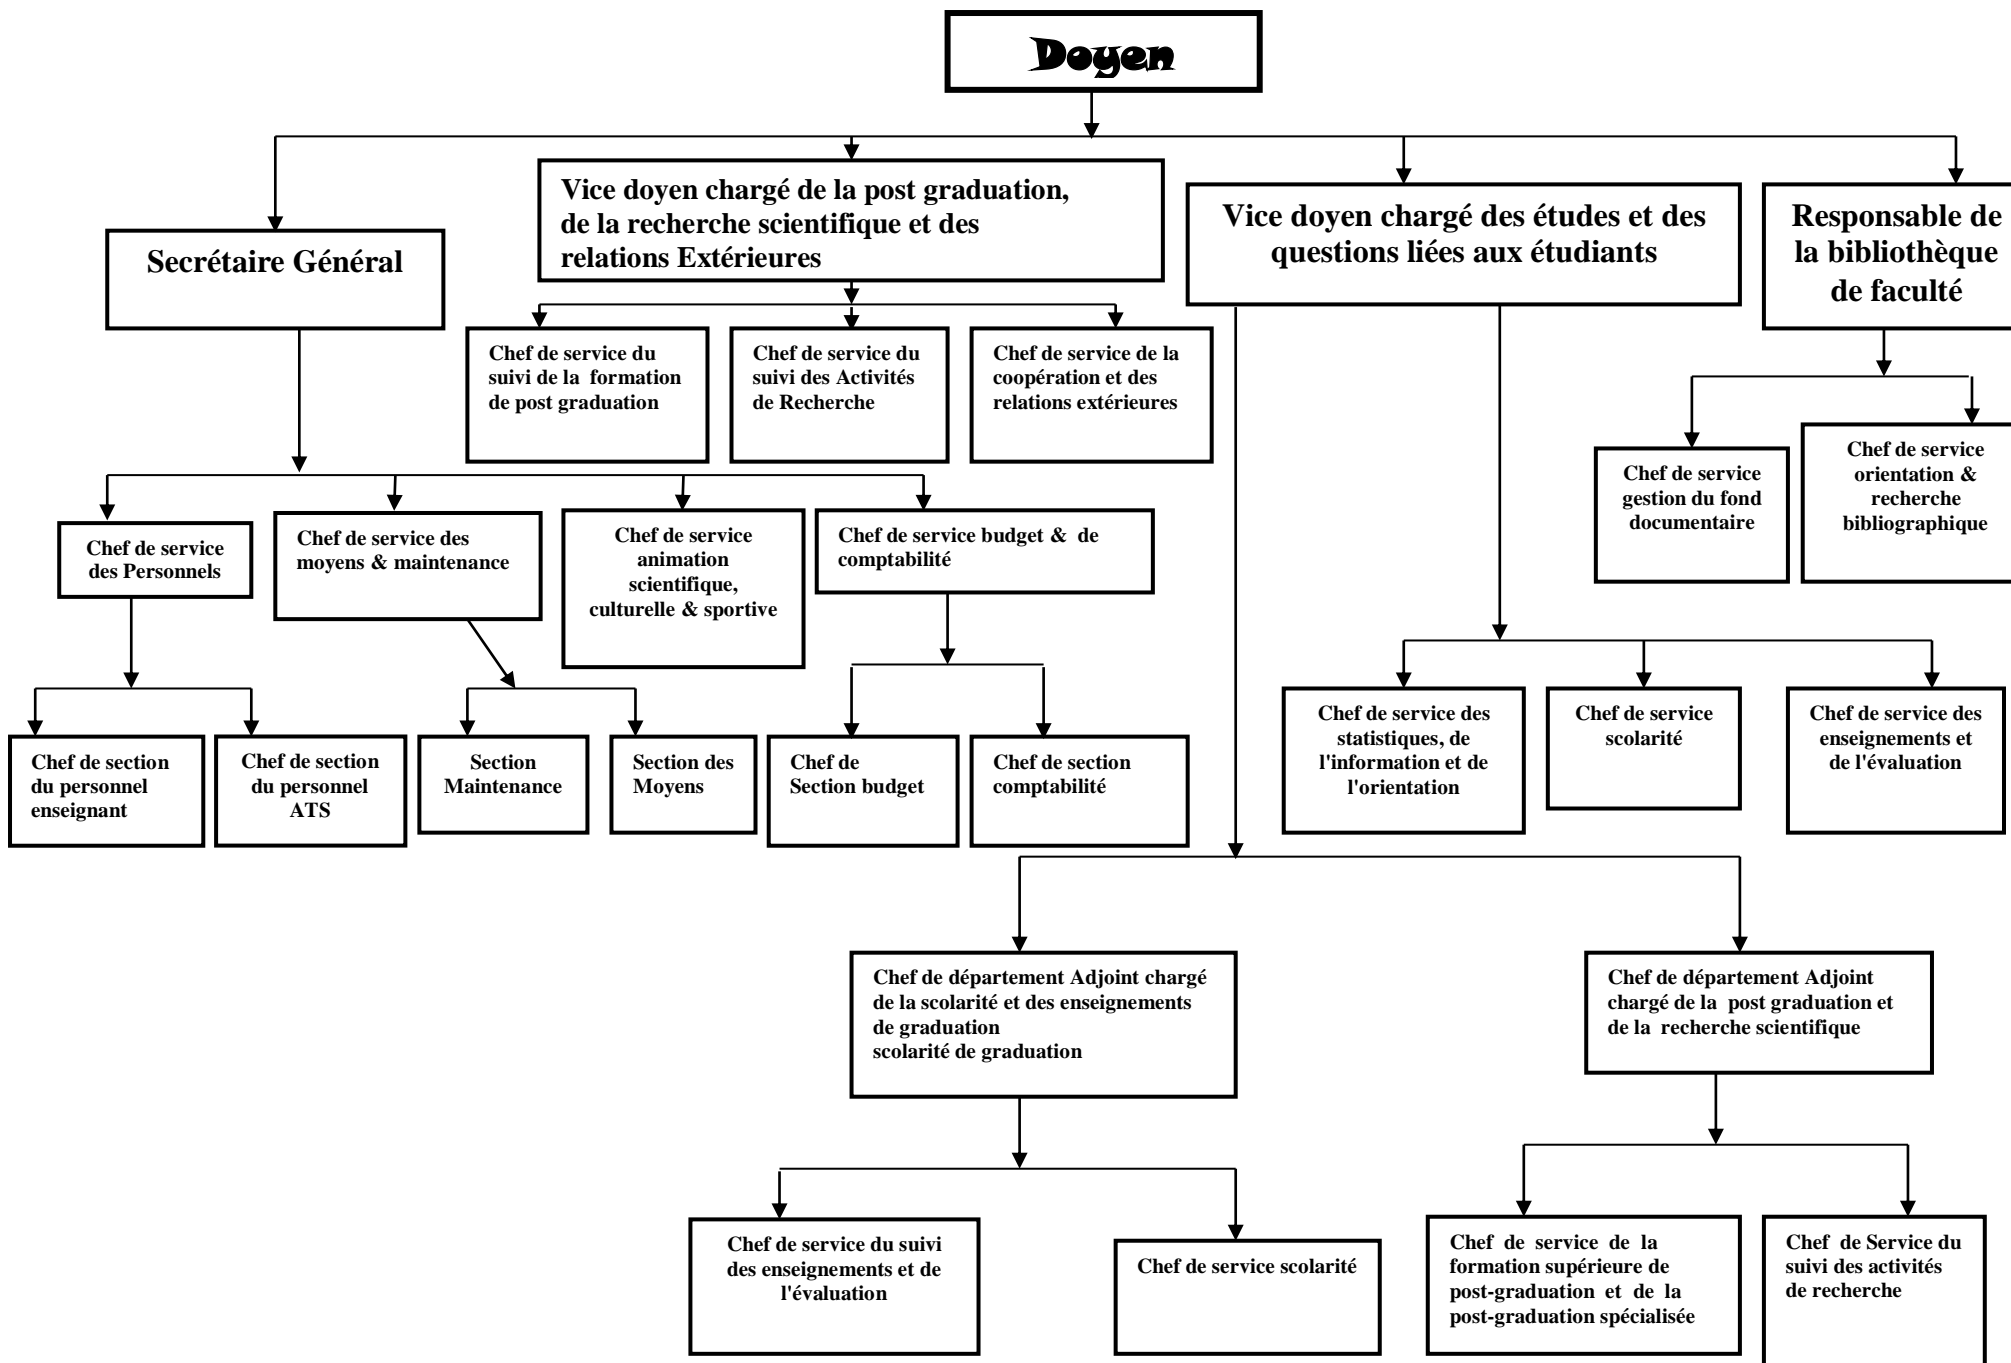 Doyen
Vice doyen chargé de la post graduation,
de la recherche scientifique et des
relations Extérieures
Vice doyen chargé des études et des
questions liées aux étudiants
Responsable de
la bibliothèque
de faculté
Secrétaire Général
Chef de service du
suivi de la formation
de post graduation
Chef de service du
suivi des Activités
de Recherche
Chef de service de la
coopération et des
relations extérieures
Chef de service
gestion du fond
documentaire
Chef de service
orientation &
recherche
bibliographique
Chef de service
des Personnels
Chef de service des
moyens & maintenance
Chef de service
animation
scientifique,
culturelle & sportive
Chef de service budget & de
comptabilité
Chef de section
du personnel
enseignant
Chef de section
du personnel
ATS
Section
Maintenance
Section des
Moyens
Chef de
Section budget
Chef de section
comptabilité
Chef de service des
statistiques, de
l'information et de
l'orientation
Chef de service
scolarité
Chef de service des
enseignements et
de l'évaluation
Chef de département Adjoint chargé
de la scolarité et des enseignements
de graduation
scolarité de graduation
Chef de département Adjoint
chargé de la post graduation et
de la recherche scientifique
Chef de service du suivi
des enseignements et de
l'évaluation
Chef de service scolarité
Chef de service de la
formation supérieure de
post-graduation et de la
post-graduation spécialisée
Chef de Service du
suivi des activités
de recherche